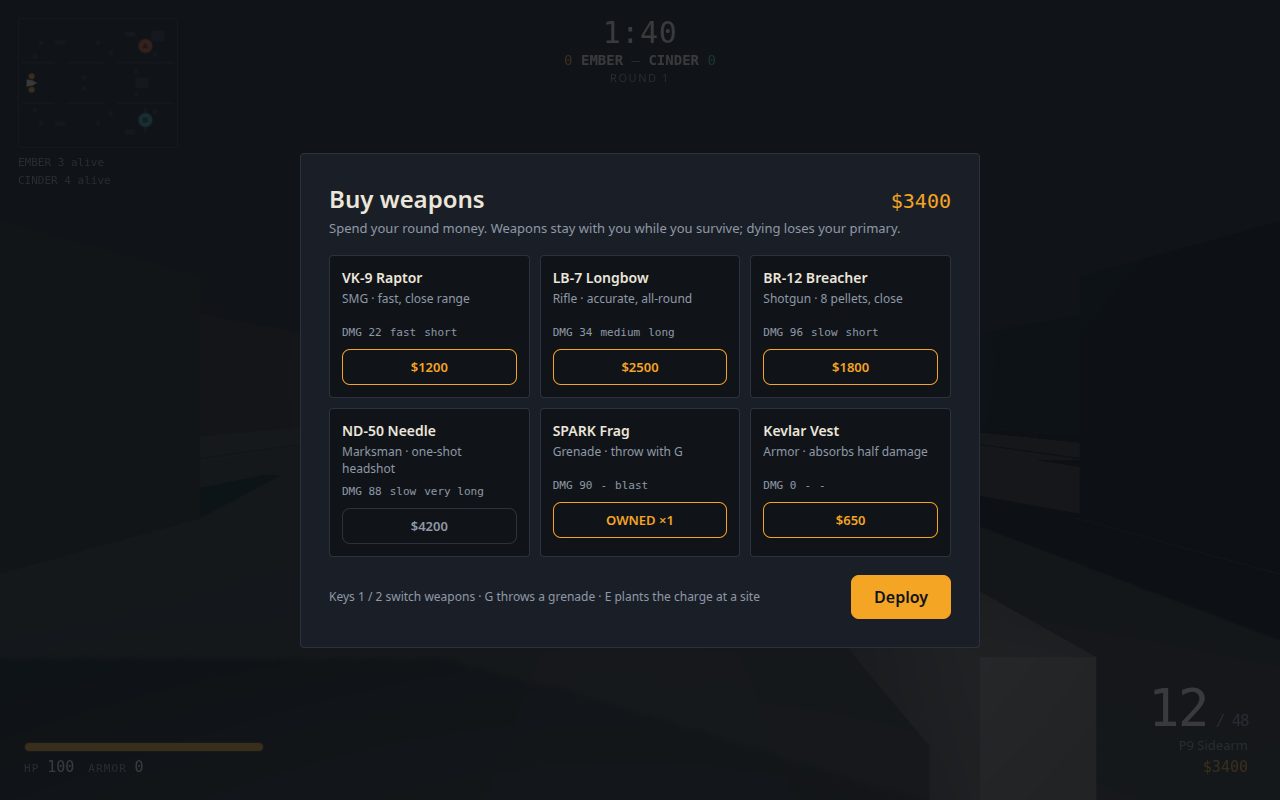 1:40
0 EMBER — CINDER 0
ROUND 1
EMBER 3 alive
CINDER 4 alive
Buy weapons
$3400
Spend your round money. Weapons stay with you while you survive; dying loses your primary.
VK-9 Raptor
SMG · fast, close range
DMG 22 fast short
$1200
LB-7 Longbow
Rifle · accurate, all-round
DMG 34 medium long
$2500
BR-12 Breacher
Shotgun · 8 pellets, close
DMG 96 slow short
$1800
ND-50 Needle
Marksman · one-shot
headshot
DMG 88 slow very long
$4200
SPARK Frag
Grenade · throw with G
DMG 90 - blast
OWNED ×1
Kevlar Vest
Armor · absorbs half damage
DMG 0 - -
$650
Keys 1 / 2 switch weapons · G throws a grenade · E plants the charge at a site
Deploy
HP 100 ARMOR 0
12 / 48
P9 Sidearm
$3400